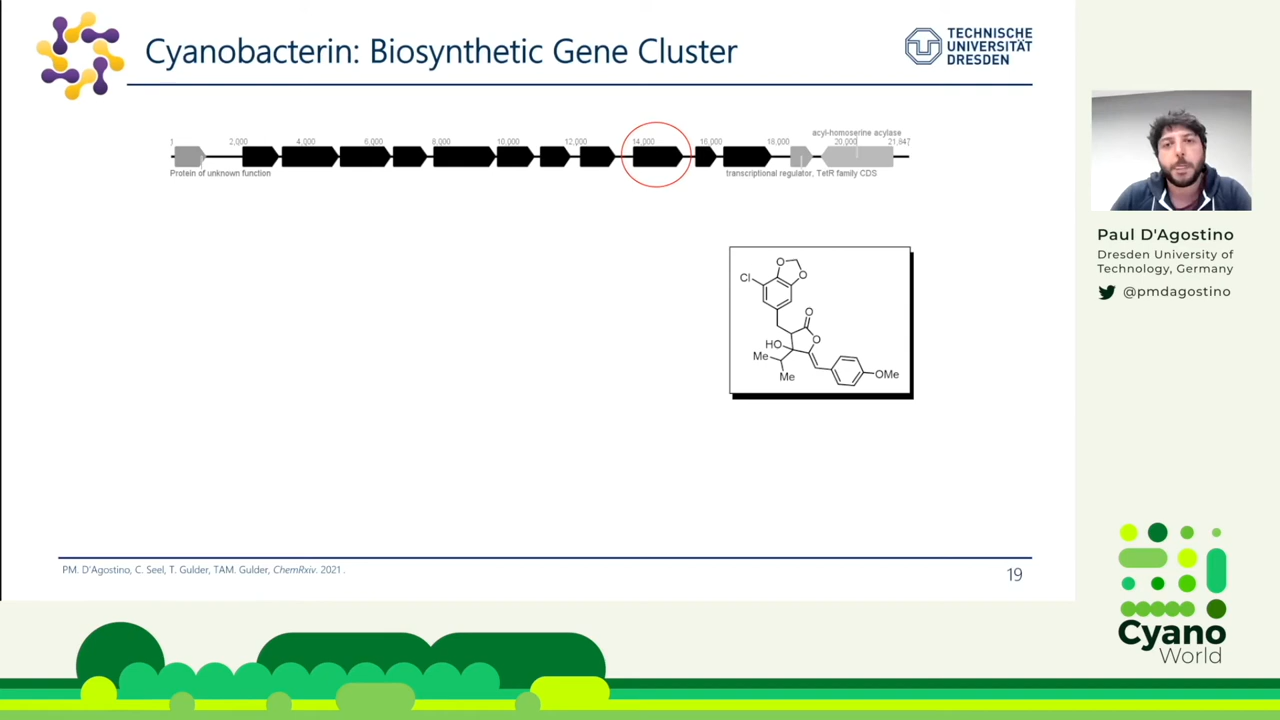 Cyanobacterin: Biosynthetic Gene Cluster
TECHNISCHE
UNIVERSITÄT
DRESDEN
acyl-homoserine acylase
1 2,000 4,000 6,000 8,000 10,000 12,000 14,000 16,000 18,000 20,000 21,847
Protein of unknown function
transcriptional regulator, TetR family CDS
O
O
Cl
O
O
HO
Me
Me
OMe
PM. D'Agostino, C. Seel, T. Gulder, TAM. Gulder, ChemRxiv. 2021 .
19
Paul D'Agostino
Dresden University of
Technology, Germany
@pmdagostino
Cyano
World